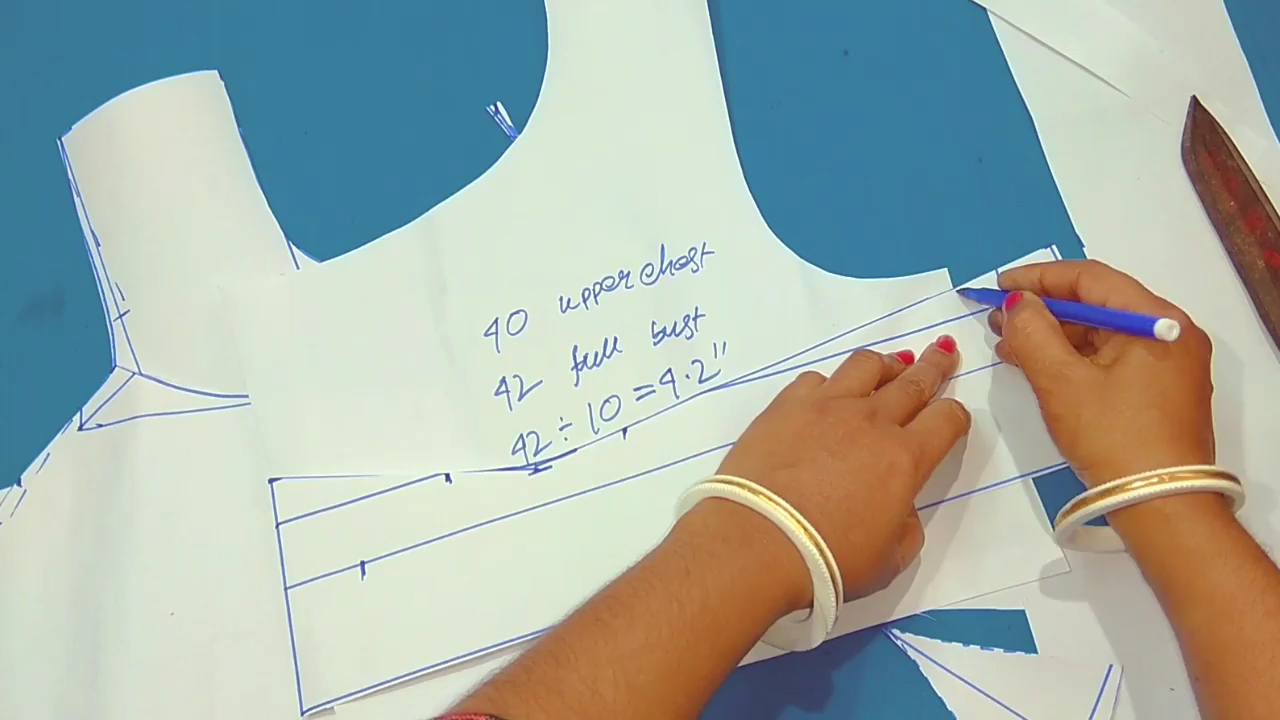 40 upper chest
42 full bust
42 ÷ 10 = 4.2"